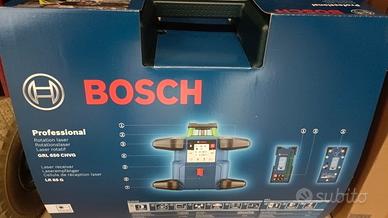 Professional
BOSCH
Professional
Rotation laser
Rotationslaser
Laser rotatif
GRL 650 CHVG
Laser receiver
Laserempfänger
Cellule de réception laser
LR 65 G
subito